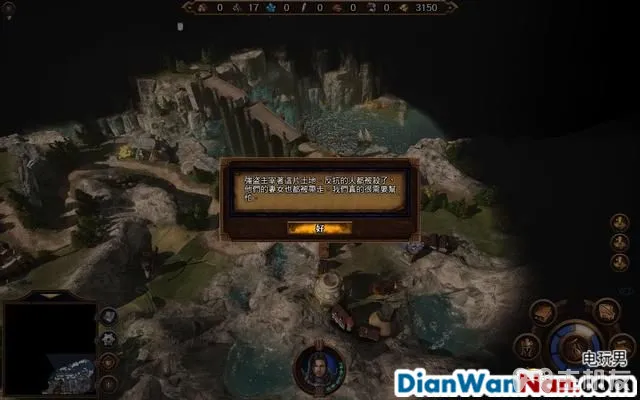 0 17 0 0 0 0 3150
強盜主宰著這片土地。反抗的人都被殺了，
他們的妻女也都被帶走。我們真的很需要幫
忙。
好
电玩男
DianWanNan.com